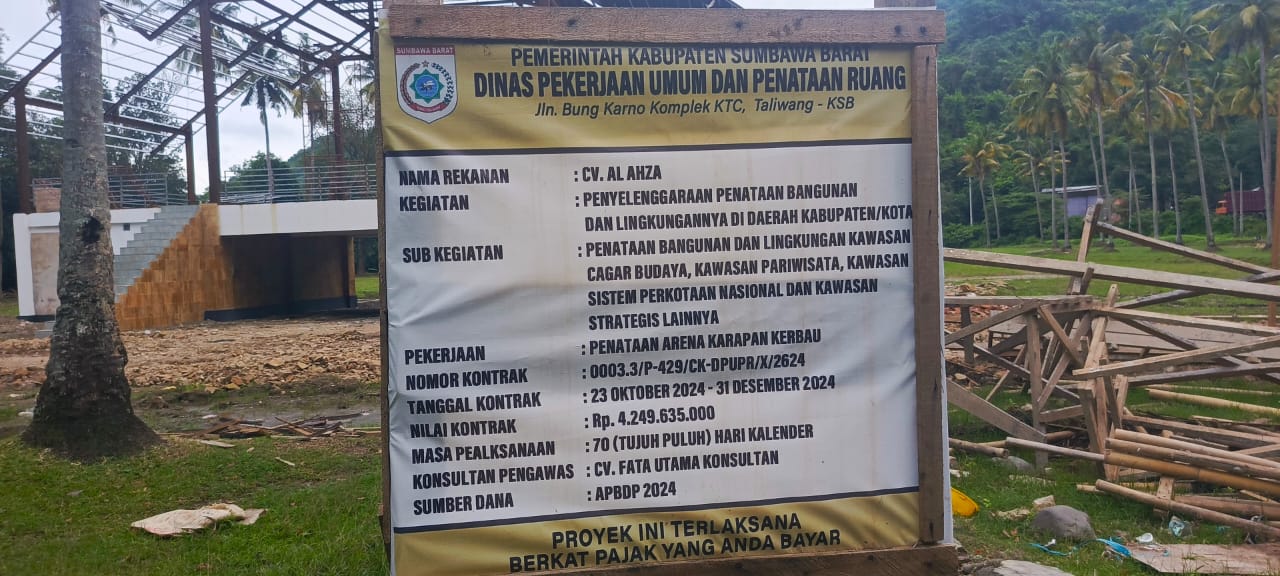 SUMBAWA BARAT
PEMERINTAH KABUPATEN SUMBAWA BARAT
DINAS PEKERJAAN UMUM DAN PENATAAN RUANG
Jln. Bung Karno Komplek KTC, Taliwang - KSB
NAMA REKANAN : CV. AL AHZA
KEGIATAN : PENYELENGGARAAN PENATAAN BANGUNAN
DAN LINGKUNGANNYA DI DAERAH KABUPATEN/KOTA
SUB KEGIATAN : PENATAAN BANGUNAN DAN LINGKUNGAN KAWASAN
CAGAR BUDAYA, KAWASAN PARIWISATA, KAWASAN
SISTEM PERKOTAAN NASIONAL DAN KAWASAN
STRATEGIS LAINNYA
PEKERJAAN : PENATAAN ARENA KARAPAN KERBAU
NOMOR KONTRAK : 0003.3/P-429/CK-DPUPR/X/2624
TANGGAL KONTRAK : 23 OKTOBER 2024 - 31 DESEMBER 2024
NILAI KONTRAK : Rp. 4.249.635.000
MASA PEALKSANAAN : 70 (TUJUH PULUH) HARI KALENDER
KONSULTAN PENGAWAS : CV. FATA UTAMA KONSULTAN
SUMBER DANA : APBDP 2024
PROYEK INI TERLAKSANA
BERKAT PAJAK YANG ANDA BAYAR